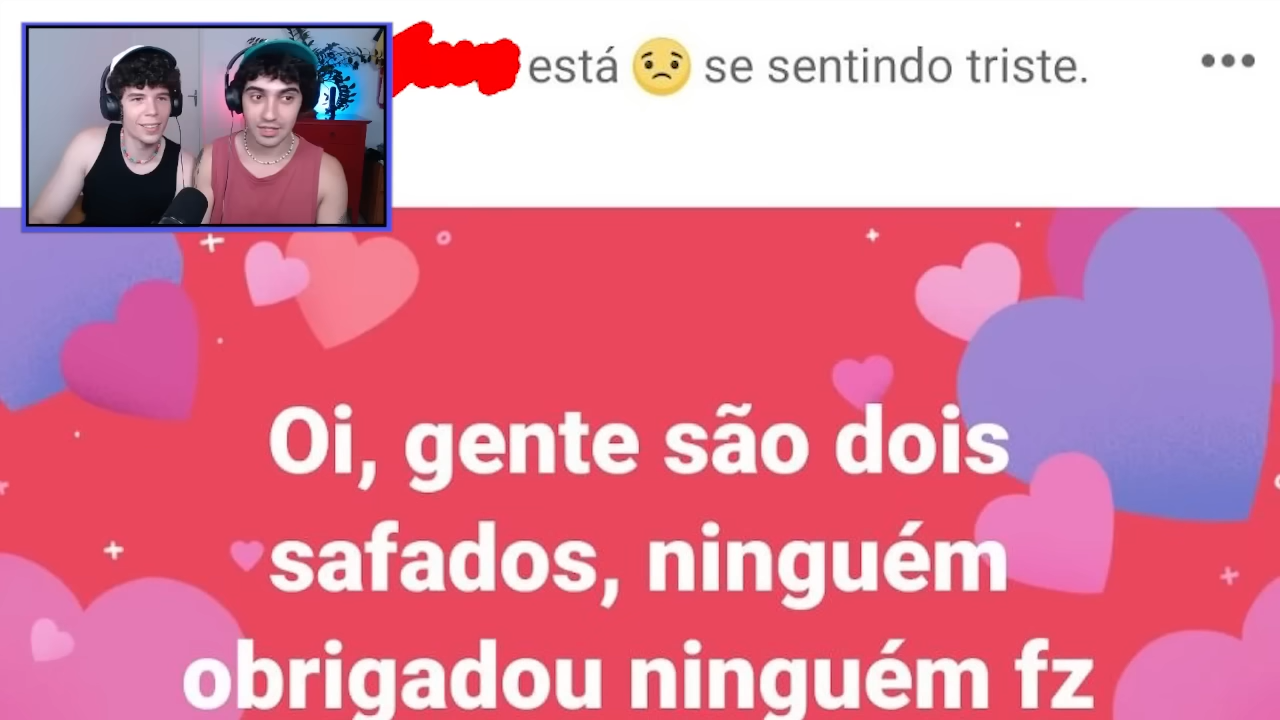 está 😟 se sentindo triste.
Oi, gente são dois
safados, ninguém
obrigadou ninguém fz